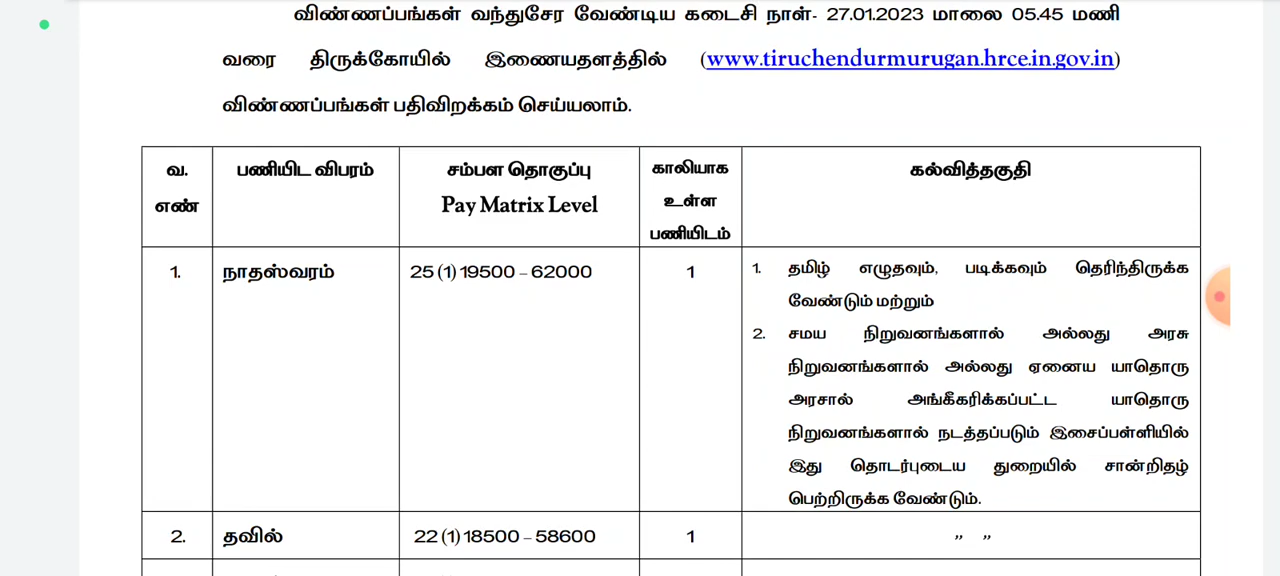 விண்ணப்பங்கள் வந்துசேர வேண்டிய கடைசி நாள்- 27.01.2023 மாலை 05.45 மணி
வரை திருக்கோயில் இணையதளத்தில் (www.tiruchendurmurugan.hrce.in.gov.in)
விண்ணப்பங்கள் பதிவிறக்கம் செய்யலாம்.
வ. எண்
பணியிட விபரம்
சம்பள தொகுப்பு
Pay Matrix Level
காலியாக
உள்ள
பணியிடம்
கல்வித்தகுதி
1. நாதஸ்வரம் 25 (1) 19500 – 62000 1
1. தமிழ் எழுதவும், படிக்கவும் தெரிந்திருக்க
வேண்டும் மற்றும்
2. சமய நிறுவனங்களால் அல்லது அரசு
நிறுவனங்களால் அல்லது ஏனைய யாதொரு
அரசால் அங்கீகரிக்கப்பட்ட யாதொரு
நிறுவனங்களால் நடத்தப்படும் இசைப்பள்ளியில்
இது தொடர்புடைய துறையில் சான்றிதழ்
பெற்றிருக்க வேண்டும்.
2. தவில் 22 (1) 18500 – 58600 1 ” ”